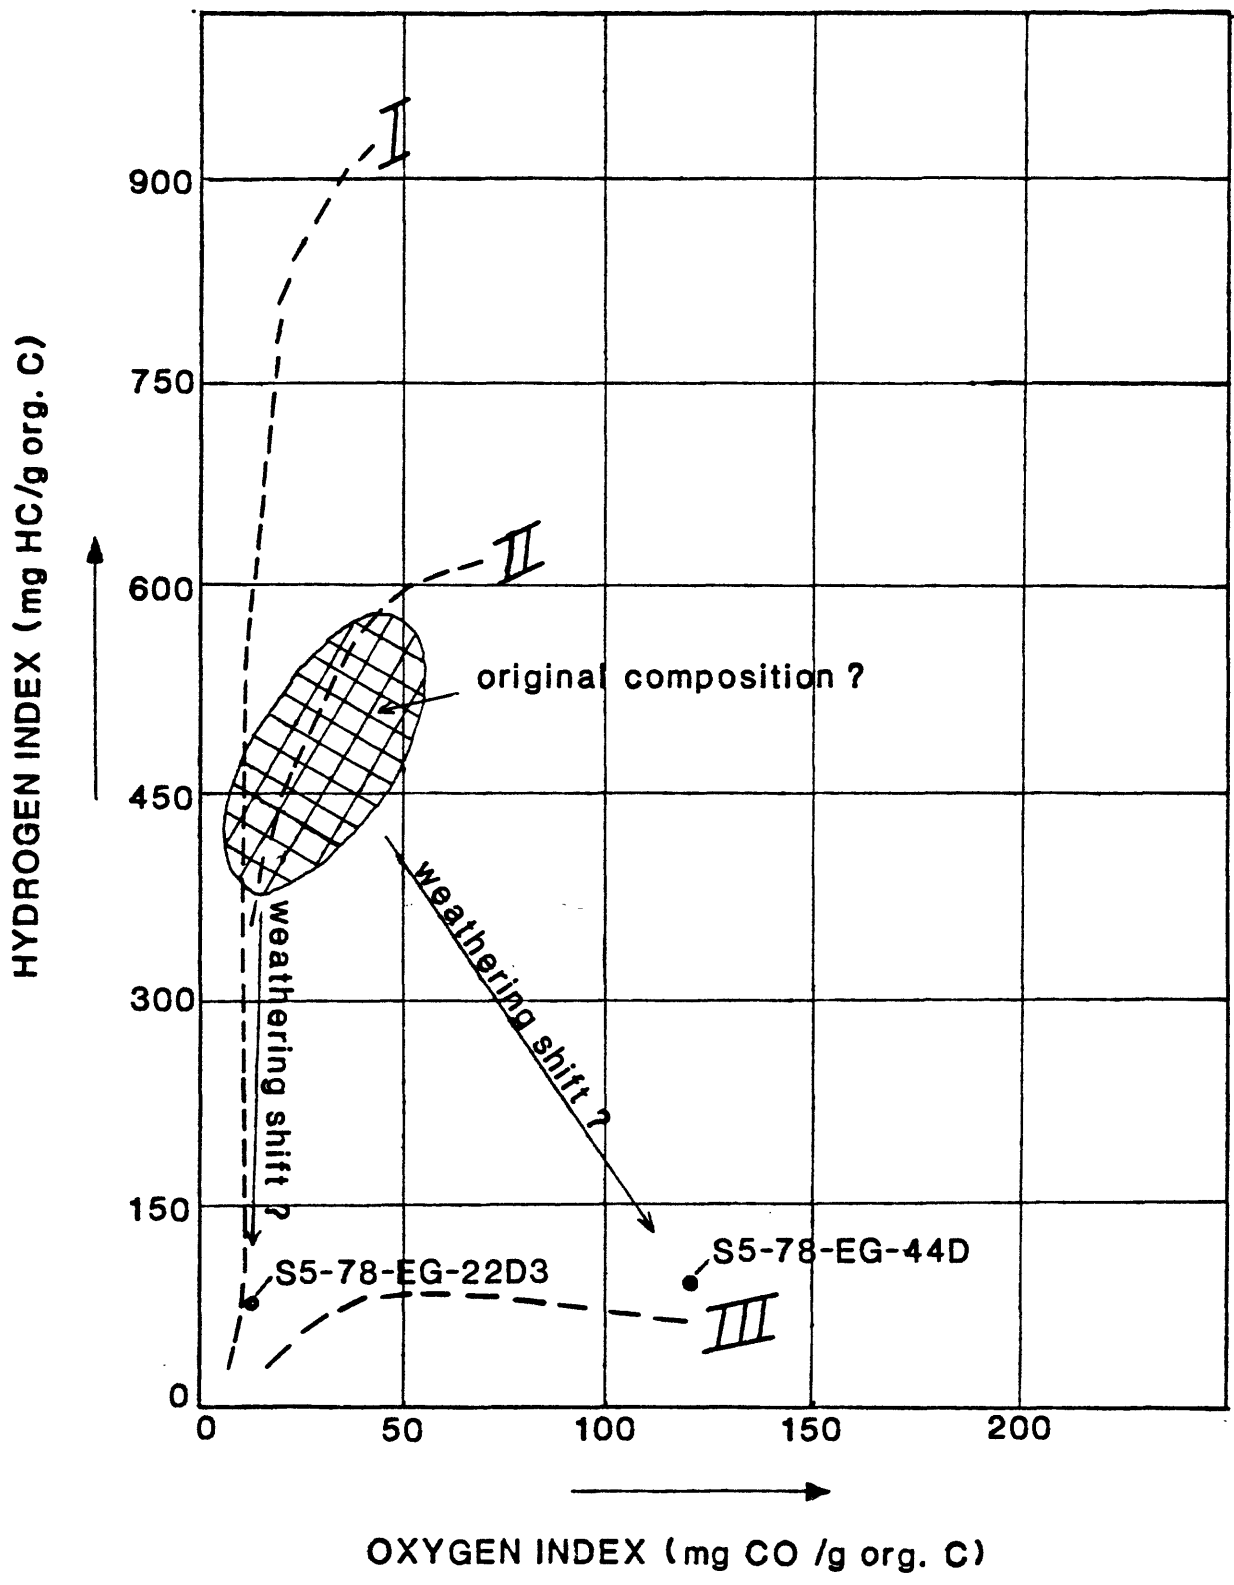 I
900
750
II
600
original composition ?
450
weathering shift ?
weathering shift ?
300
150
S5-78-EG-44D
S5-78-EG-22D3
III
0
0 50 100 150 200
HYDROGEN INDEX (mg HC/g org. C)
OXYGEN INDEX (mg CO /g org. C)